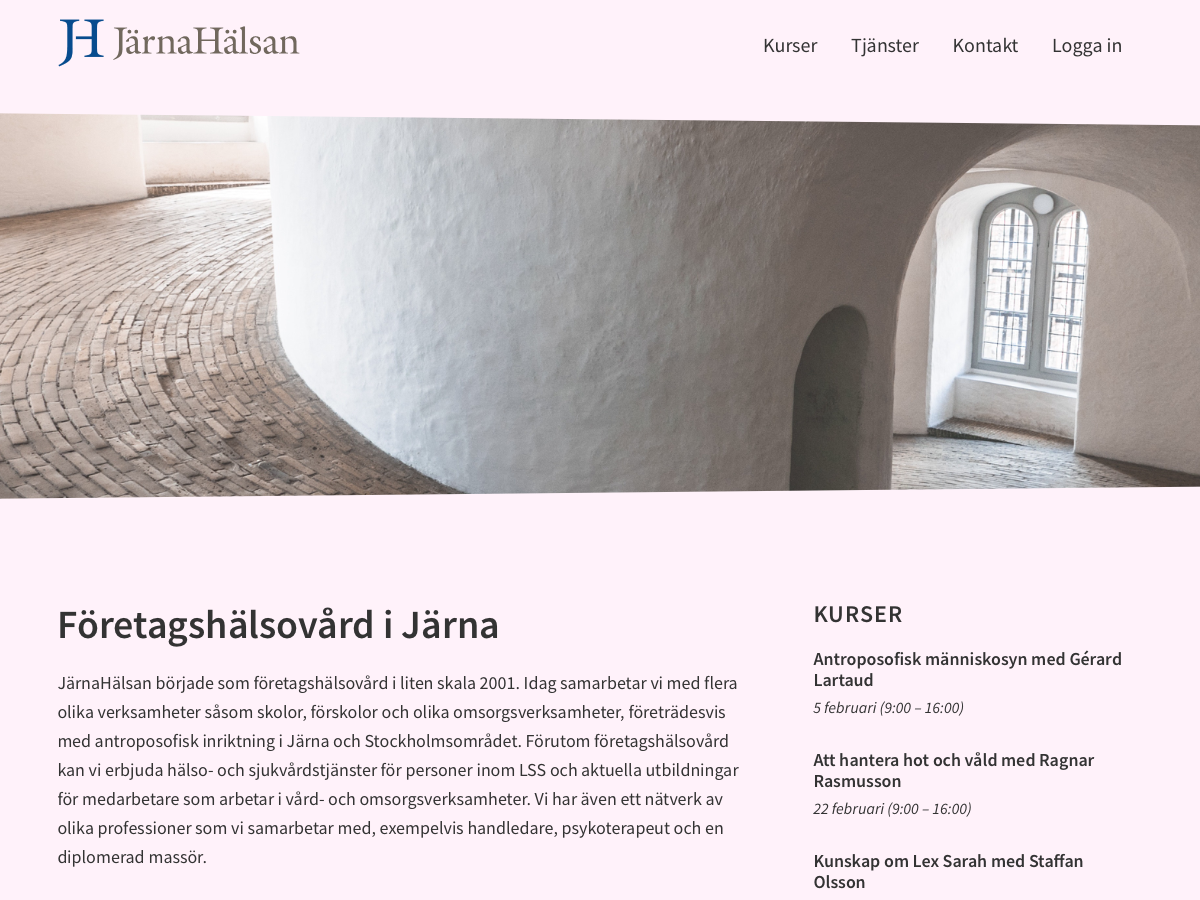 JH JärnaHälsan
Kurser Tjänster Kontakt Logga in
Företagshälsovård i Järna
JärnaHälsan började som företagshälsovård i liten skala 2001. Idag samarbetar vi med flera
olika verksamheter såsom skolor, förskolor och olika omsorgsverksamheter, företrädesvis
med antroposofisk inriktning i Järna och Stockholmsområdet. Förutom företagshälsovård
kan vi erbjuda hälso- och sjukvårdstjänster för personer inom LSS och aktuella utbildningar
för medarbetare som arbetar i vård- och omsorgsverksamheter. Vi har även ett nätverk av
olika professioner som vi samarbetar med, exempelvis handledare, psykoterapeut och en
diplomerad massör.
KURSER
Antroposofisk människosyn med Gérard
Lartaud
5 februari (9:00 – 16:00)
Att hantera hot och våld med Ragnar
Rasmusson
22 februari (9:00 – 16:00)
Kunskap om Lex Sarah med Staffan
Olsson